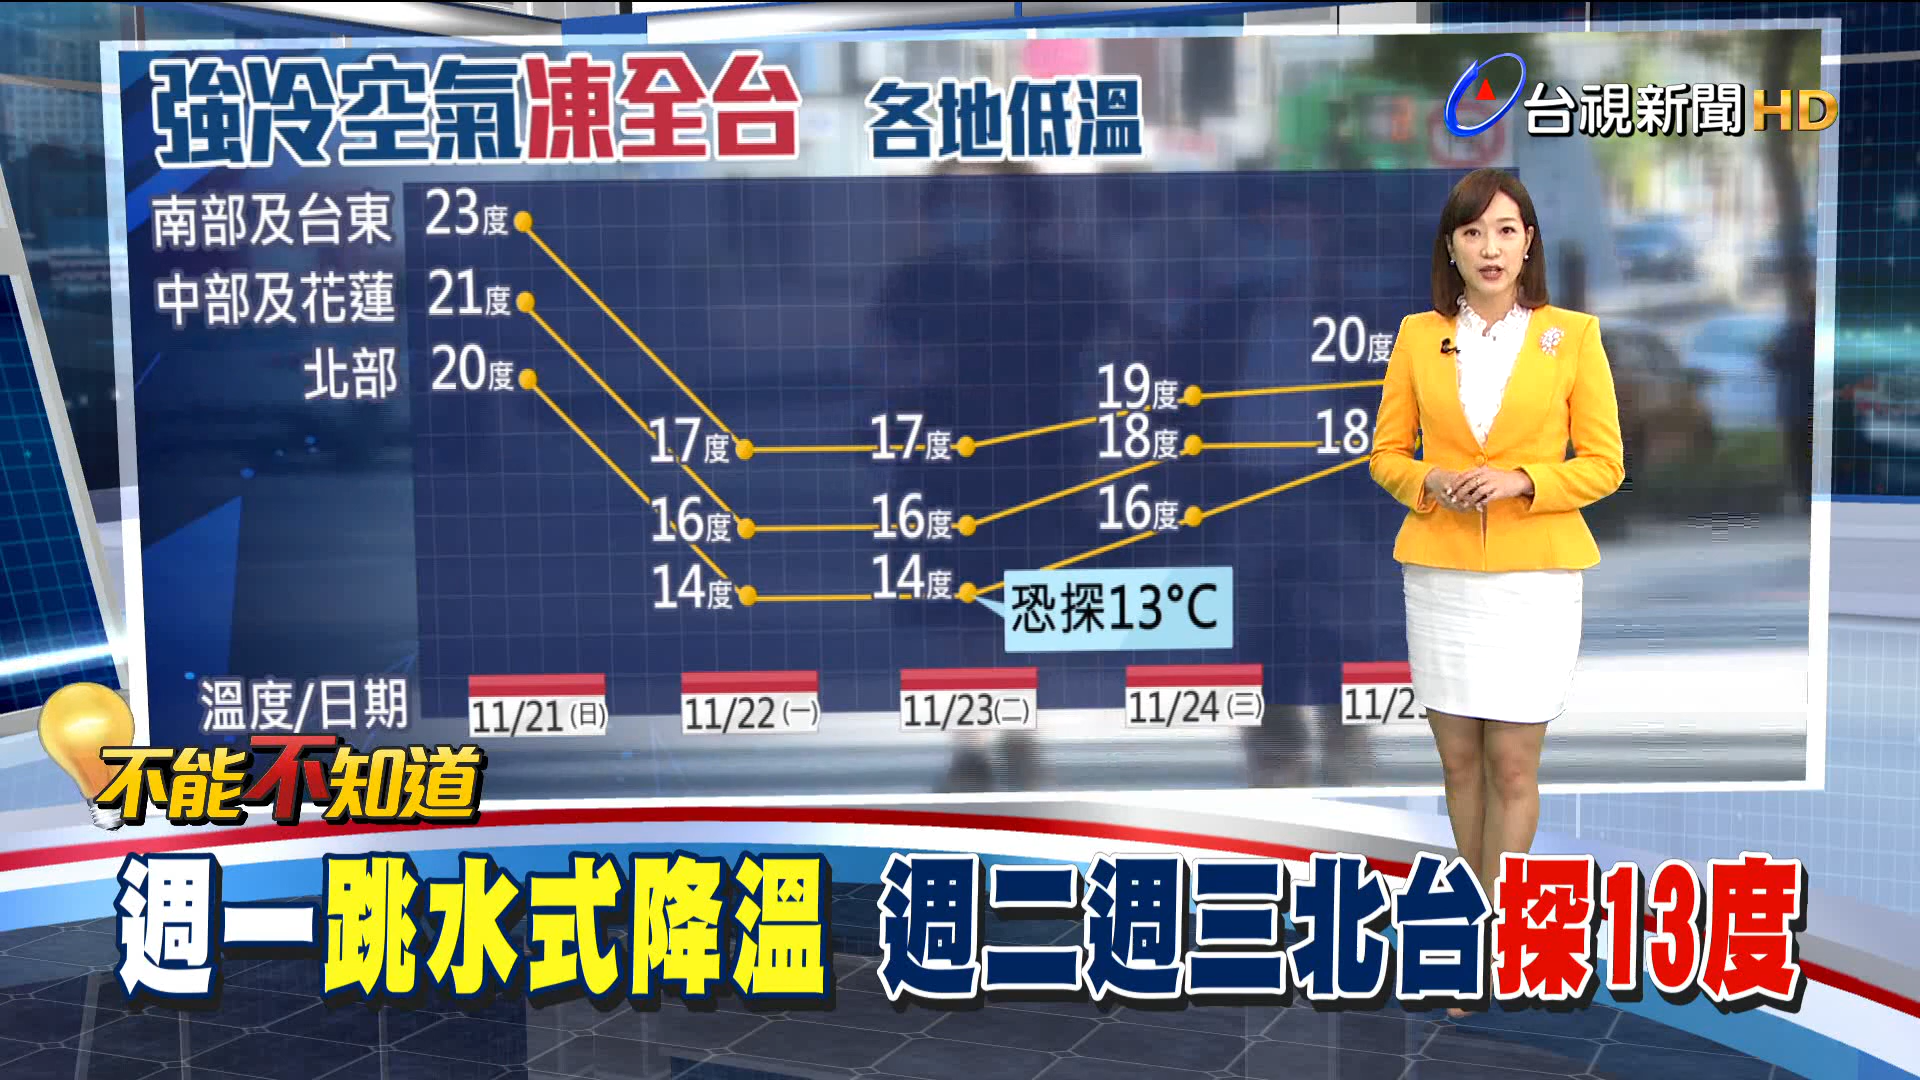 強冷空氣凍全台 各地低溫
台視新聞HD
南部及台東 23度
中部及花蓮 21度
北部 20度
17度 17度 19度 20度
16度 16度 18度 18
14度 14度 16度
恐探13°C
溫度/日期 11/21(日) 11/22(一) 11/23(二) 11/24(三) 11/2
不能不知道
週一跳水式降溫 週二週三北台探13度